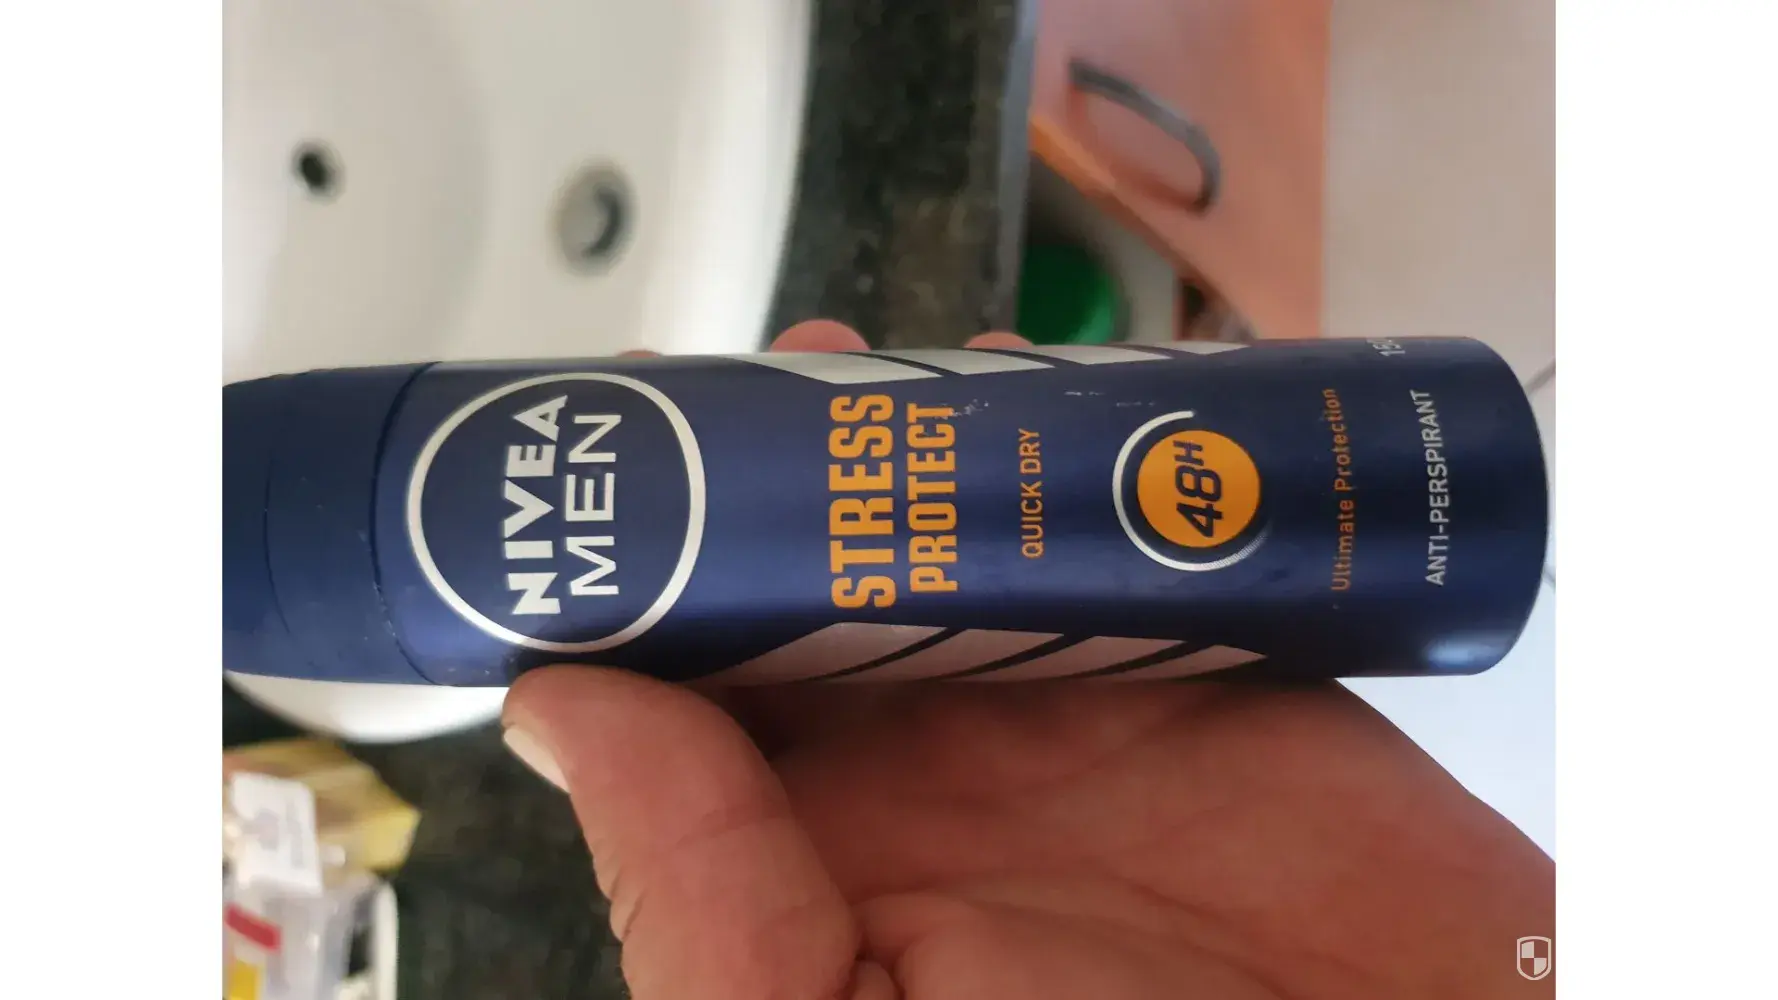 NIVEA
MEN
STRESS
PROTECT
QUICK DRY
48H
Ultimate Protection
ANTI-PERSPIRANT